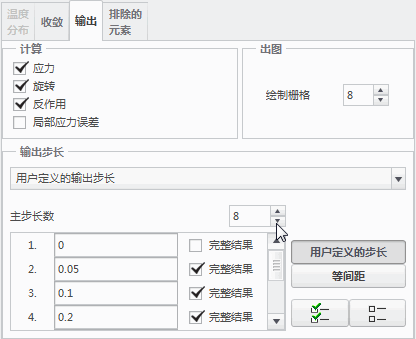 温度
分布
收敛
输出
排除的
元素
计算
应力
旋转
反作用
局部应力误差
出图
绘制栅格
8
输出步长
用户定义的输出步长
主步长数
8
1. 0 完整结果
2. 0.05 完整结果
3. 0.1 完整结果
4. 0.2 完整结果
用户定义的步长
等间距